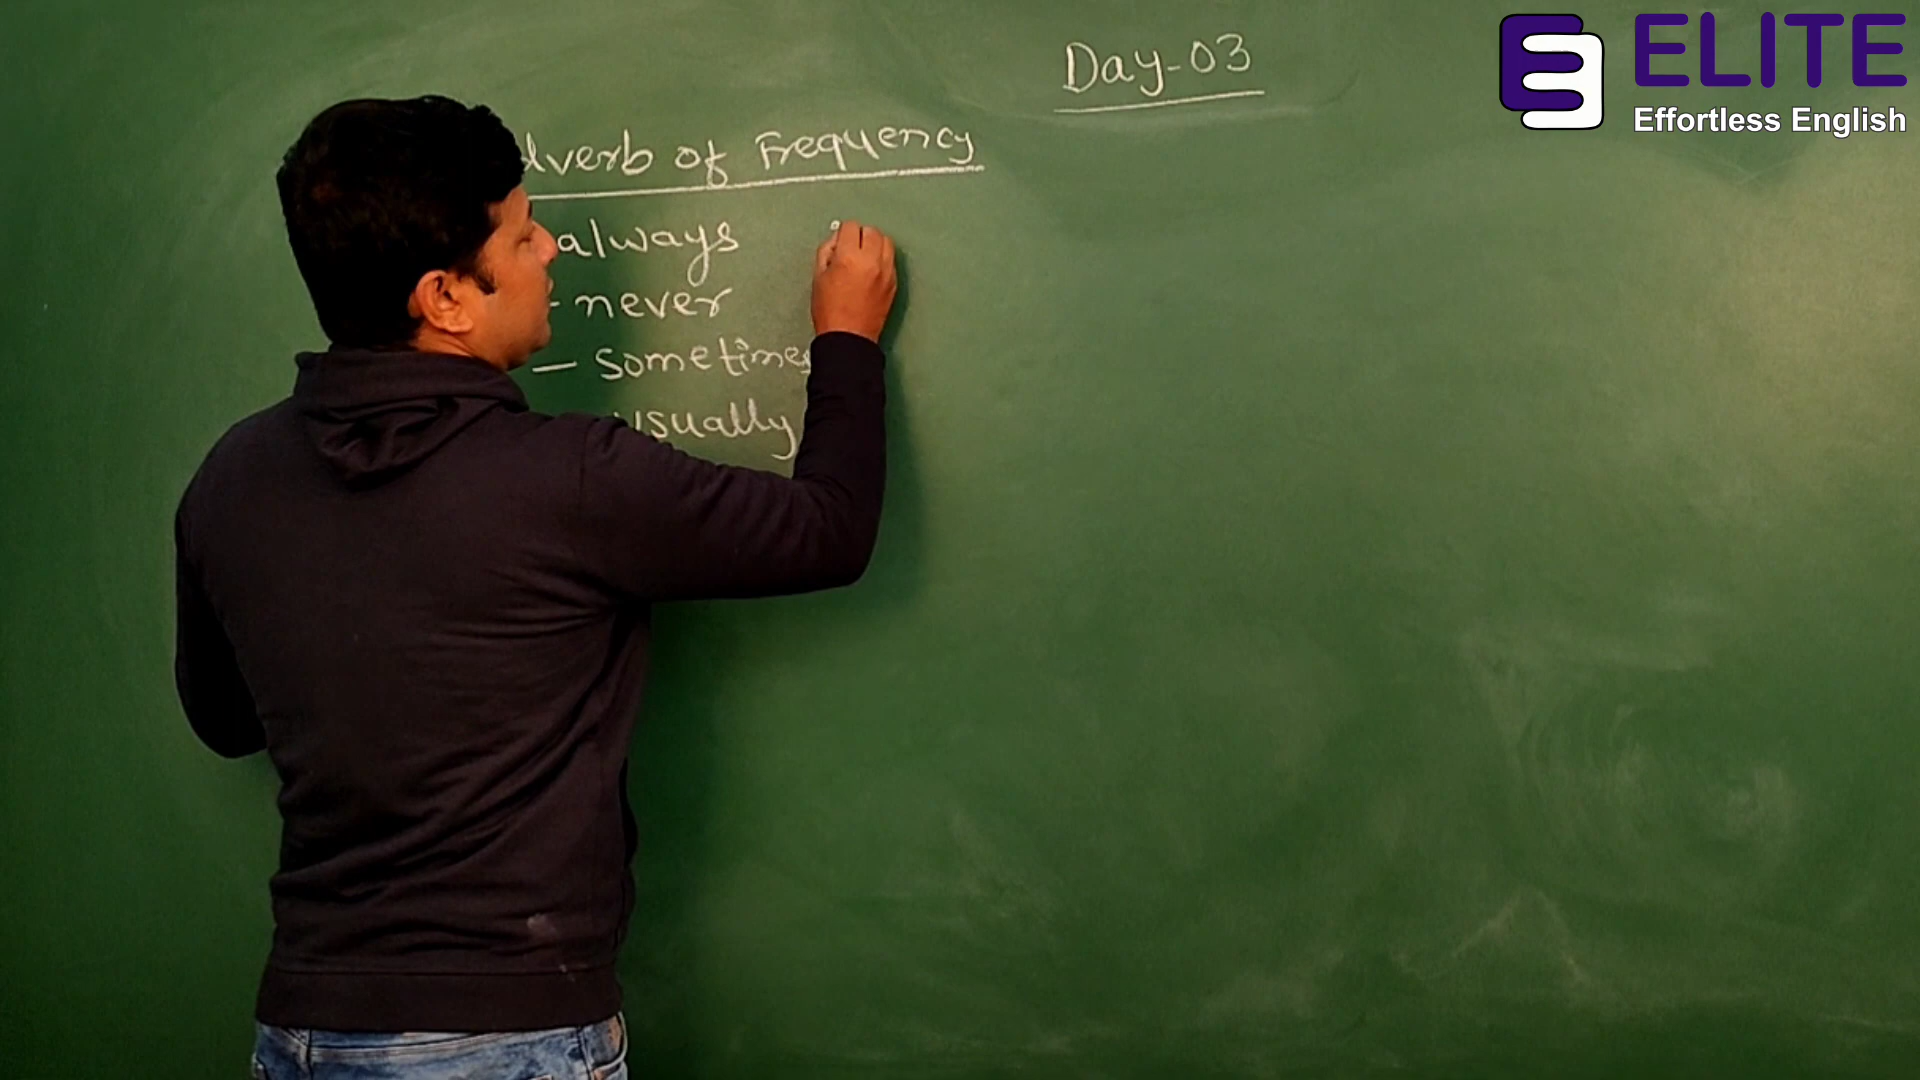 Day-03
ELITE
Effortless English
dverb of Frequency
always
- never
- sometimes
usually